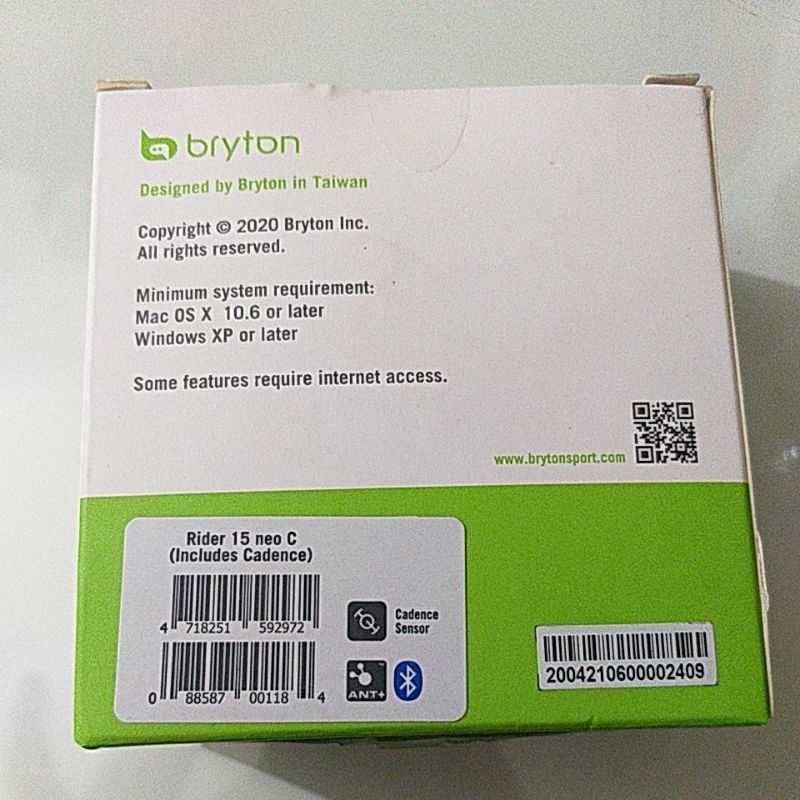 bryton
Designed by Bryton in Taiwan
Copyright © 2020 Bryton Inc.
All rights reserved.
Minimum system requirement:
Mac OS X 10.6 or later
Windows XP or later
Some features require internet access.
www.brytonsport.com
Rider 15 neo C
(Includes Cadence)
4 718251 592972
Cadence
Sensor
0 88587 00118 4
ANT+
2004210600002409